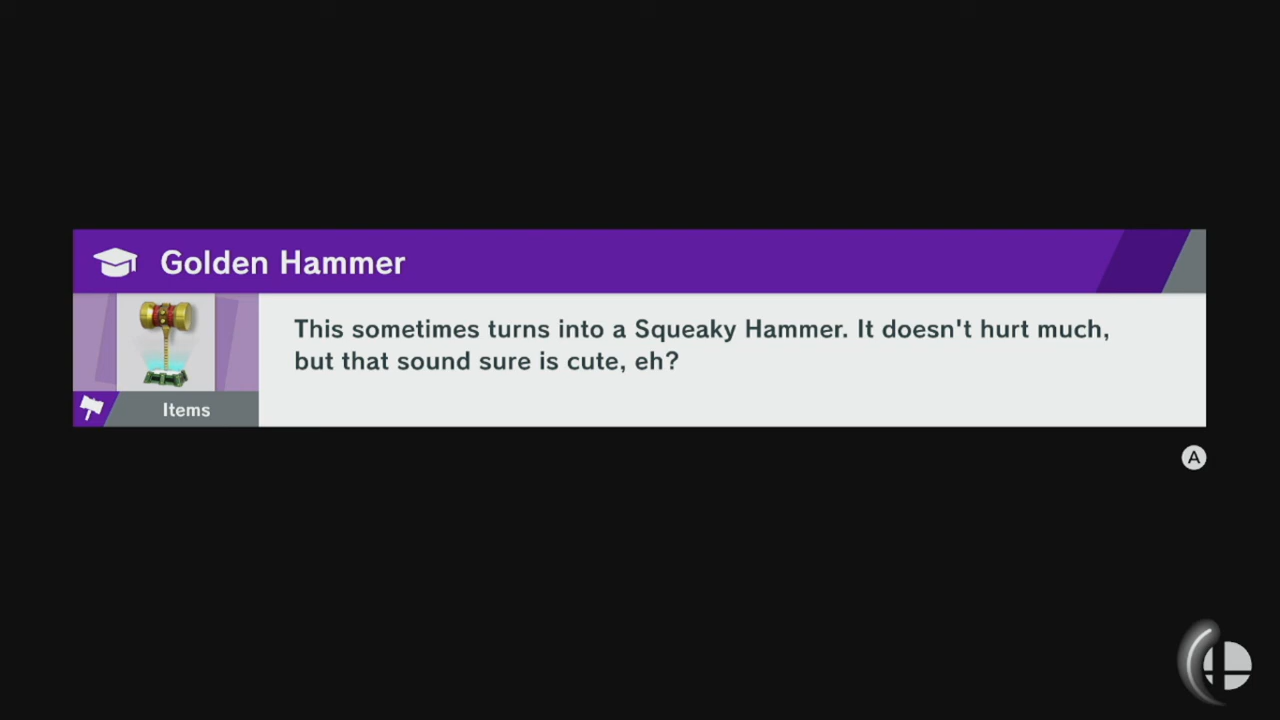 Golden Hammer
This sometimes turns into a Squeaky Hammer. It doesn't hurt much,
but that sound sure is cute, eh?
Items
A